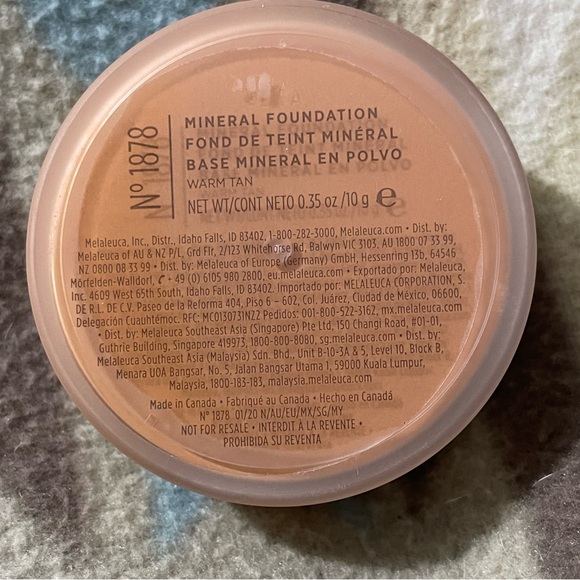 Nº 1878
MINERAL FOUNDATION
FOND DE TEINT MINÉRAL
BASE MINERAL EN POLVO
WARM TAN
NET WT/CONT NETO 0.35 oz/10 g ℮
Melaleuca, Inc., Distr., Idaho Falls, ID 83402, 1-800-282-3000, Melaleuca.com • Dist. by:
Melaleuca of AU & NZ P/L, Grd Flr, 2/123 Whitehorse Rd, Balwyn VIC 3103, AU 1800 07 33 99,
NZ 0800 08 33 99 • Dist. by: Melaleuca of Europe (Germany) GmbH, Hessenring 13b, 64546
Mörfelden-Walldorf, ✆ + 49 (0) 6105 980 2800, eu.melaleuca.com • Exportado por: Melaleuca,
Inc. 4609 West 65th South, Idaho Falls, ID 83402. Importado por: MELALEUCA CORPORATION, S.
DE R.L. DE C.V. Paseo de la Reforma 404, Piso 6 – 602, Col. Juárez, Ciudad de México, 06600,
Delegación Cuauhtémoc. RFC: MCO130731NZ2 Pedidos: 001-800-522-3162, mx.melaleuca.com
• Dist. by: Melaleuca Southeast Asia (Singapore) Pte Ltd, 150 Changi Road, #01-01,
Guthrie Building, Singapore 419973, 1800-800-8080, sg.melaleuca.com • Dist. by:
Melaleuca Southeast Asia (Malaysia) Sdn. Bhd., Unit B-10-3A & 5, Level 10, Block B,
Menara UOA Bangsar, No. 5, Jalan Bangsar Utama 1, 59000 Kuala Lumpur,
Malaysia, 1800-183-183, malaysia.melaleuca.com
Made in Canada • Fabriqué au Canada • Hecho en Canadá
Nº 1878 01/20 N/AU/EU/MX/SG/MY
NOT FOR RESALE • INTERDIT À LA REVENTE •
PROHIBIDA SU REVENTA